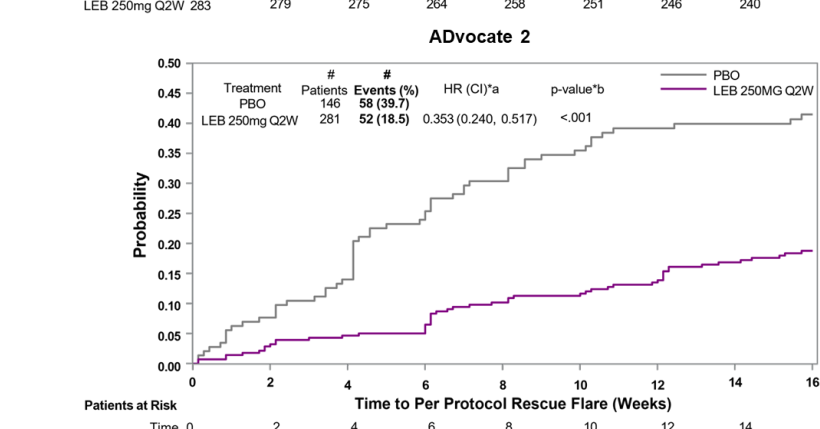 LEB 250mg Q2W 283 279 275 264 258 251 246 240
ADvocate 2
# #
Treatment Patients Events (%) HR (CI)*a p-value*b
PBO 146 58 (39.7)
LEB 250mg Q2W 281 52 (18.5) 0.353 (0.240, 0.517) <.001
PBO
LEB 250MG Q2W
Probability
0.50
0.45
0.40
0.35
0.30
0.25
0.20
0.15
0.10
0.05
0.00
0 2 4 6 8 10 12 14 16
Patients at Risk Time to Per Protocol Rescue Flare (Weeks)
Time 0 2 4 6 8 10 12 14